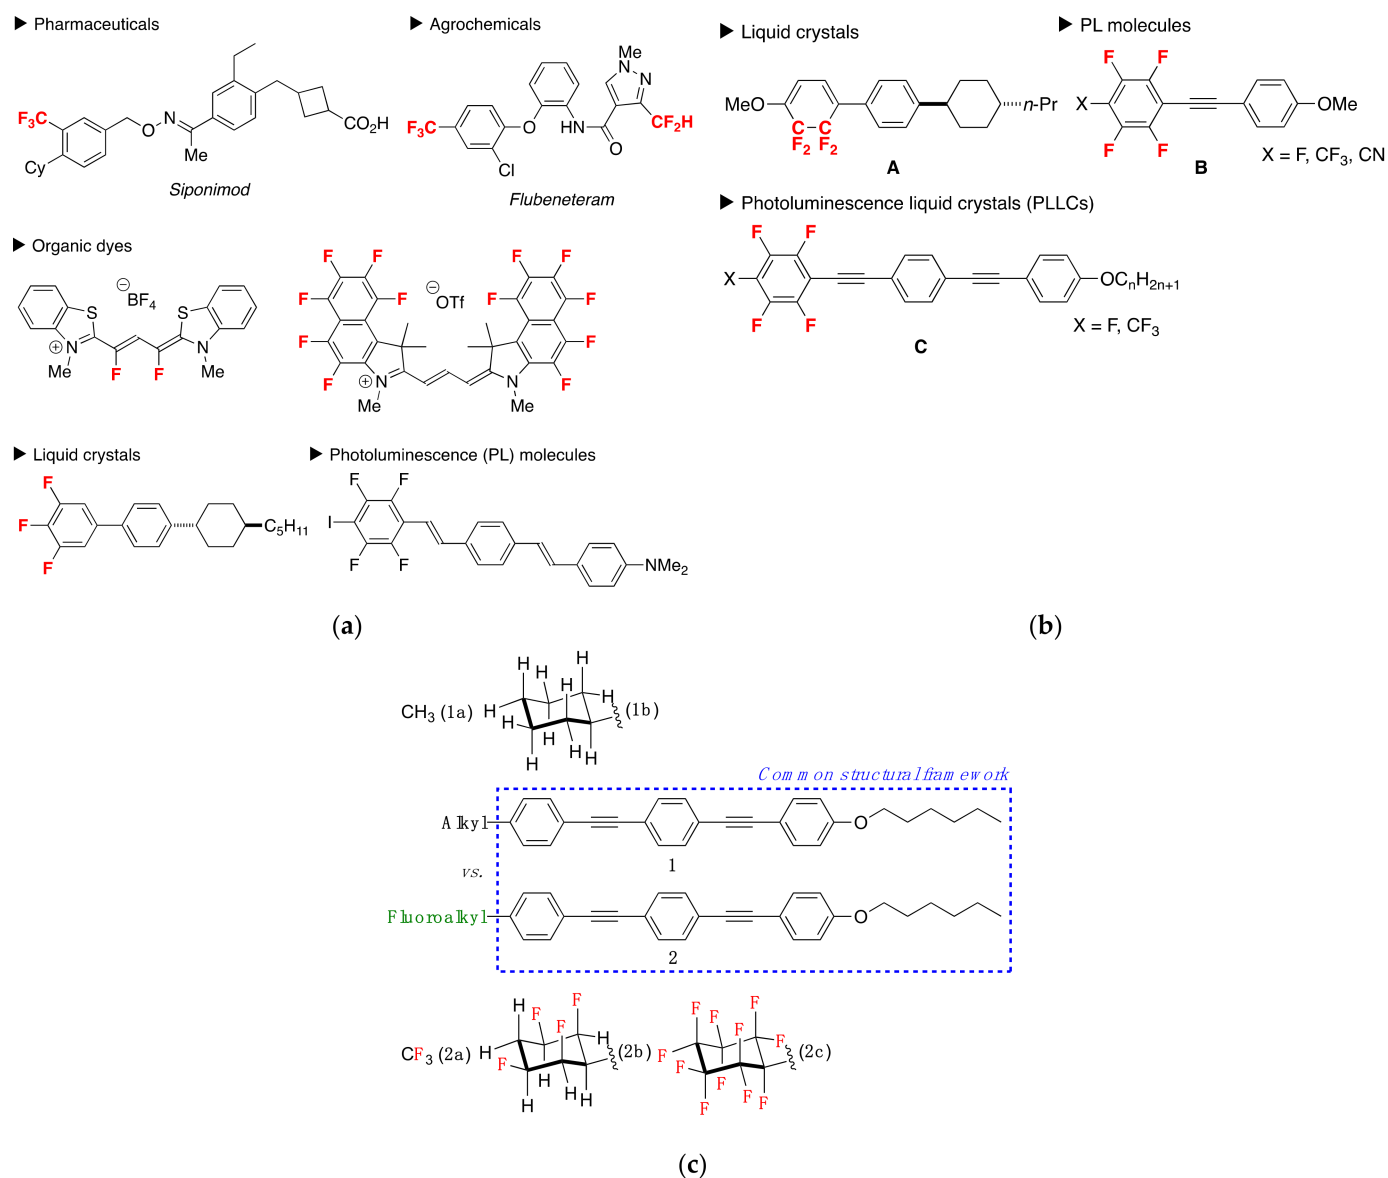 ▶ Pharmaceuticals
F₃C
O
N
Me
Cy
CO₂H
Siponimod
▶ Agrochemicals
F₃C
O
Cl
HN
O
Me
N
N
CF₂H
Flubeneteram
▶ Organic dyes
⊖
BF₄
S
S
⊕
N
N
Me
F
F
Me
F F F F
F F F F
⊖
OTf
F F
F F
⊕
N
N
Me
Me
▶ Liquid crystals
F
F
F
C₅H₁₁
▶ Photoluminescence (PL) molecules
F F
I
F F
NMe₂
(a)
▶ Liquid crystals
MeO
C C
F₂ F₂
n-Pr
A
▶ PL molecules
F F
X
F F
OMe
B
X = F, CF₃, CN
▶ Photoluminescence liquid crystals (PLLCs)
F F
X
F F
OCₙH₂ₙ₊₁
X = F, CF₃
C
(b)
CH₃ (1a)
H H H
H H H
H H
H H H
(1b)
Common structural framework
Alkyl
O
1
vs.
Fluoroalkyl
O
2
CF₃ (2a)
H F F
H F H
F
H H H
H
(2b)
F F F F
F F
F F F
F F
(2c)
(c)